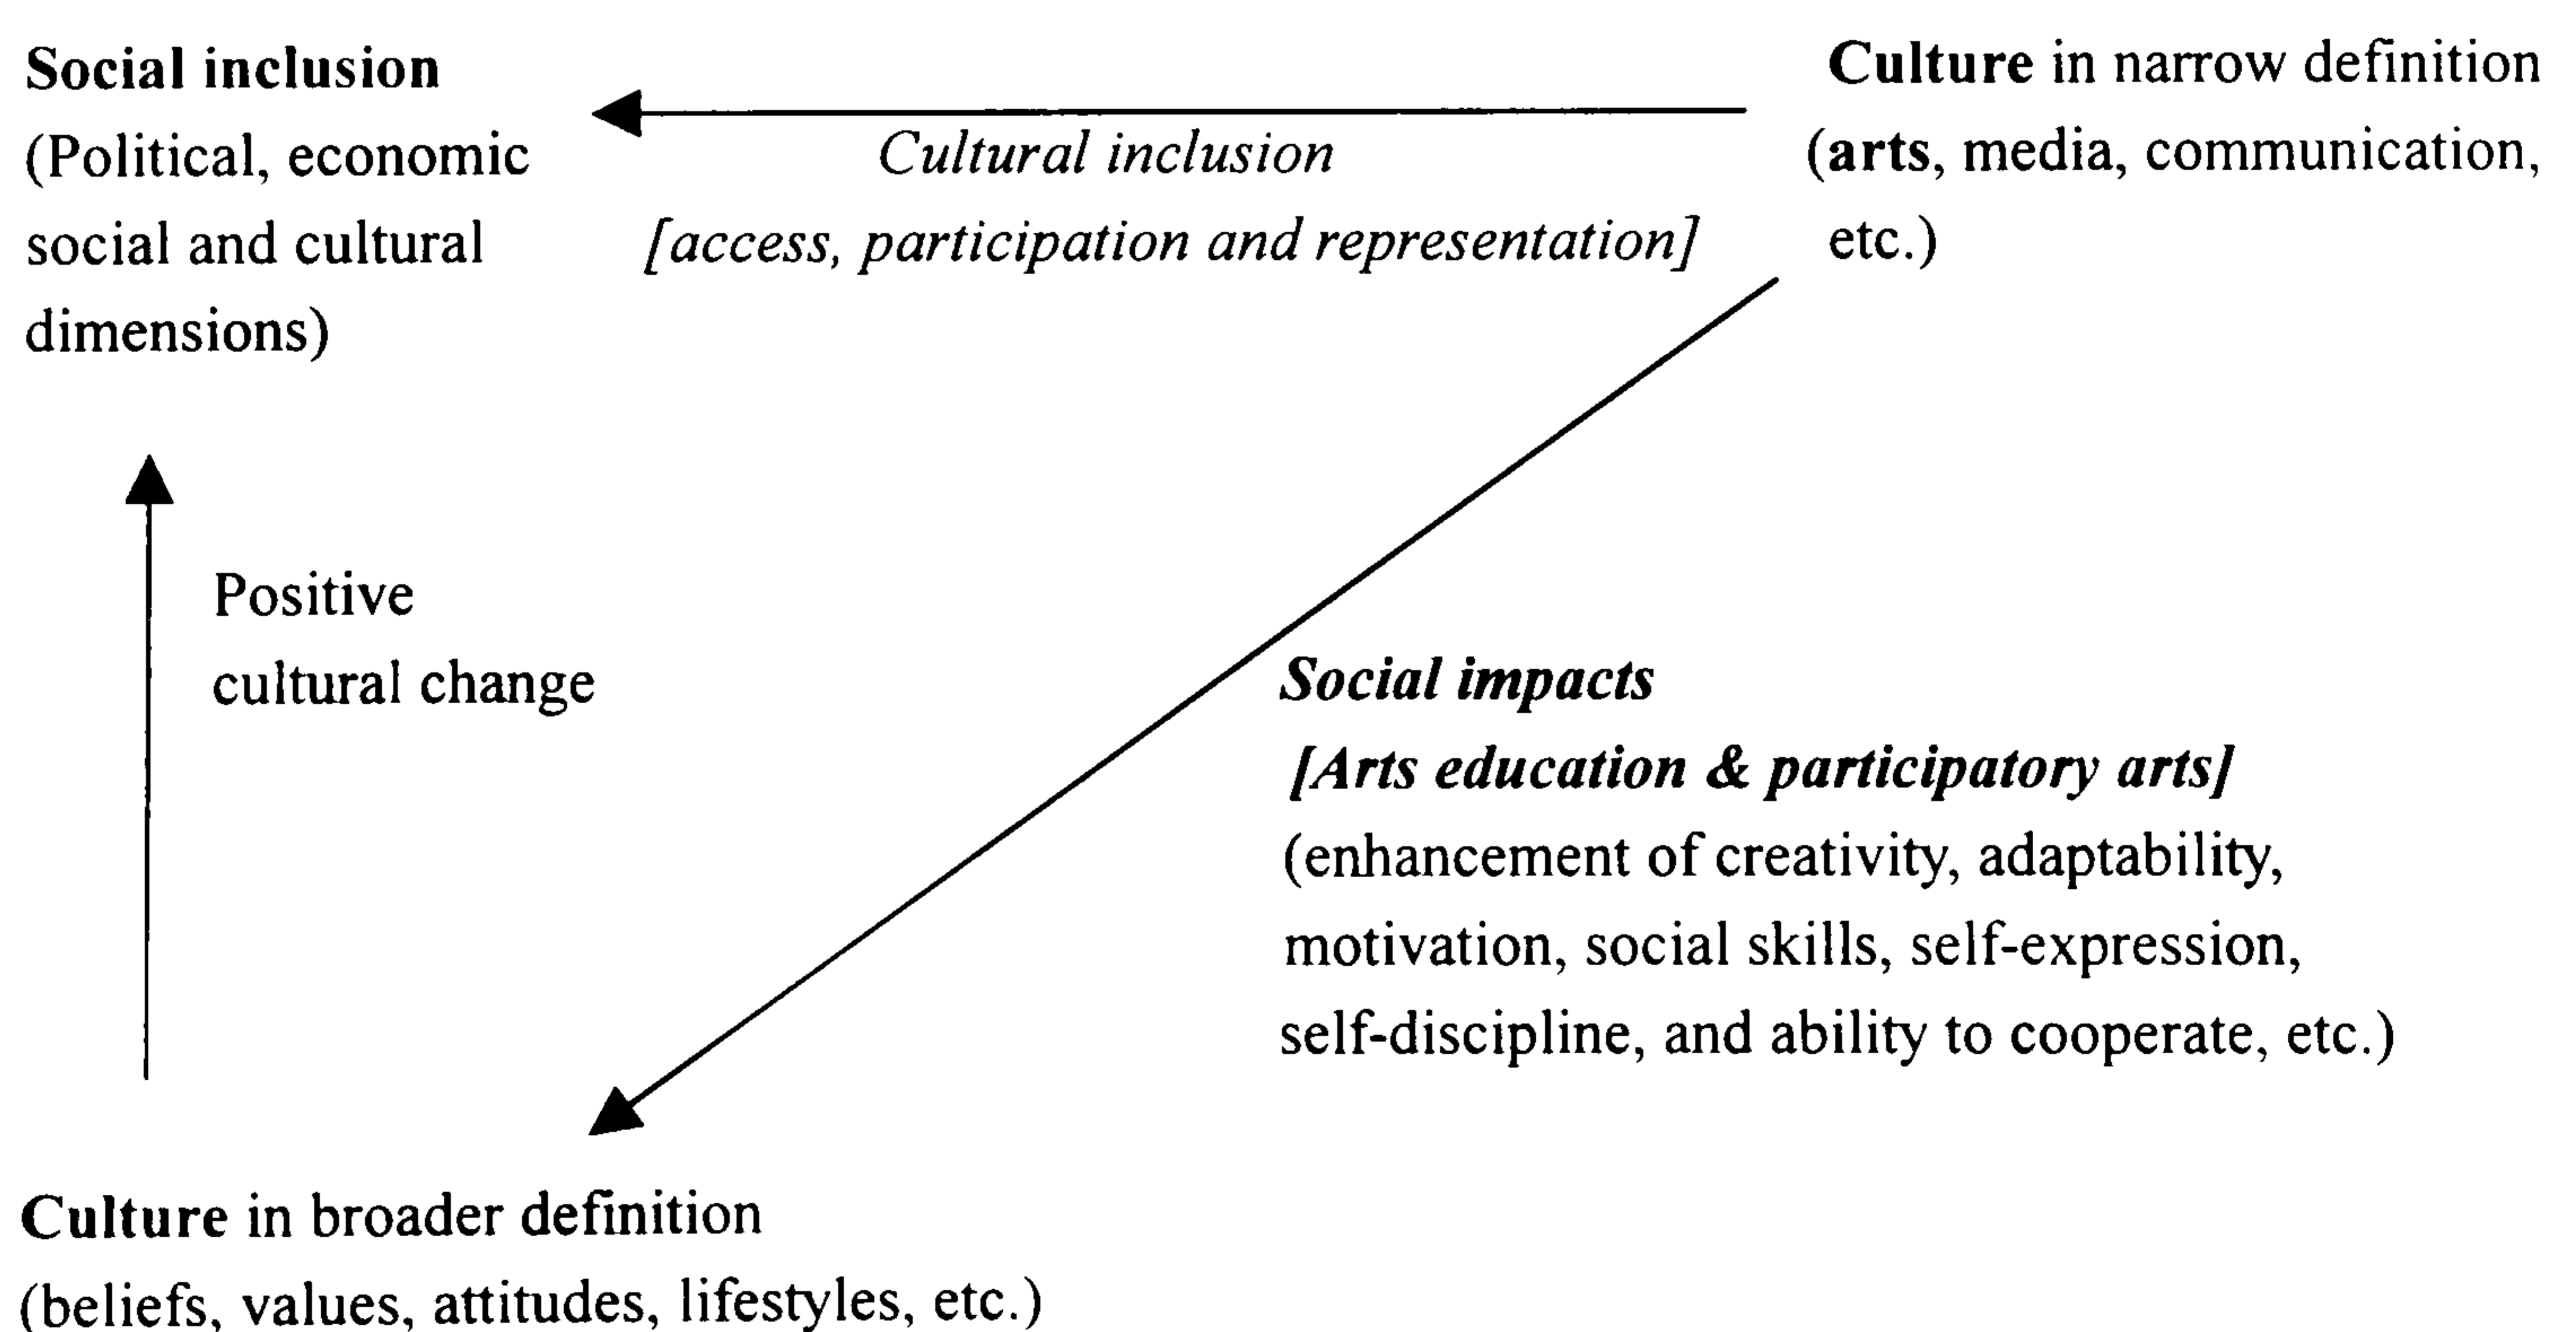 Social inclusion
(Political, economic
social and cultural
dimensions)
Cultural inclusion
[access, participation and representation]
Culture in narrow definition
(arts, media, communication,
etc.)
Positive
cultural change
Social impacts
[Arts education & participatory arts]
(enhancement of creativity, adaptability,
motivation, social skills, self-expression,
self-discipline, and ability to cooperate, etc.)
Culture in broader definition
(beliefs, values, attitudes, lifestyles, etc.)